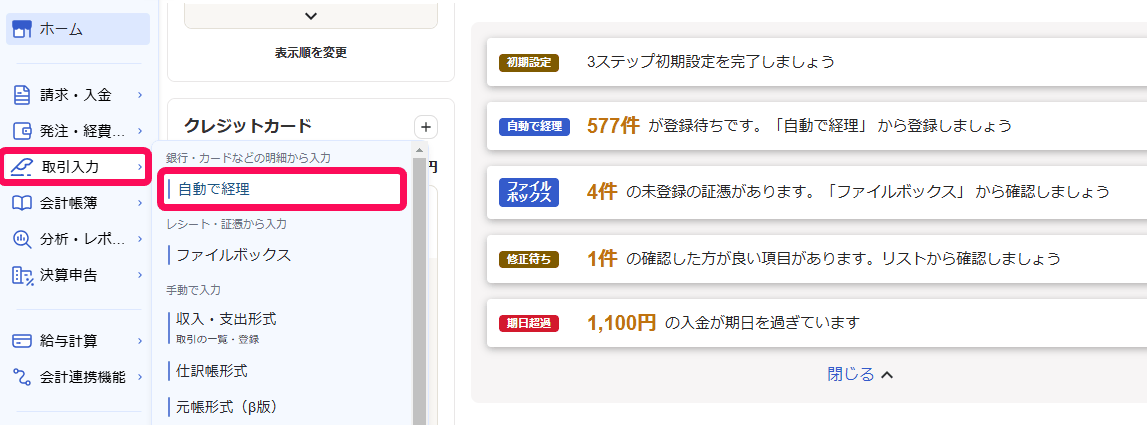 ホーム
請求・入金
発注・経費...
取引入力
会計帳簿
分析・レポ...
決算申告
給与計算
会計連携機能
表示順を変更
クレジットカード
円
銀行・カードなどの明細から入力
自動で経理
レシート・証憑から入力
ファイルボックス
手動で入力
収入・支出形式
取引の一覧・登録
仕訳帳形式
元帳形式（β版）
初期設定 3ステップ初期設定を完了しましょう
自動で経理 577件 が登録待ちです。「自動で経理」から登録しましょう
ファイル
ボックス 4件 の未登録の証憑があります。「ファイルボックス」から確認しましょう
修正待ち 1件 の確認した方が良い項目があります。リストから確認しましょう
期日超過 1,100円 の入金が期日を過ぎています
閉じる